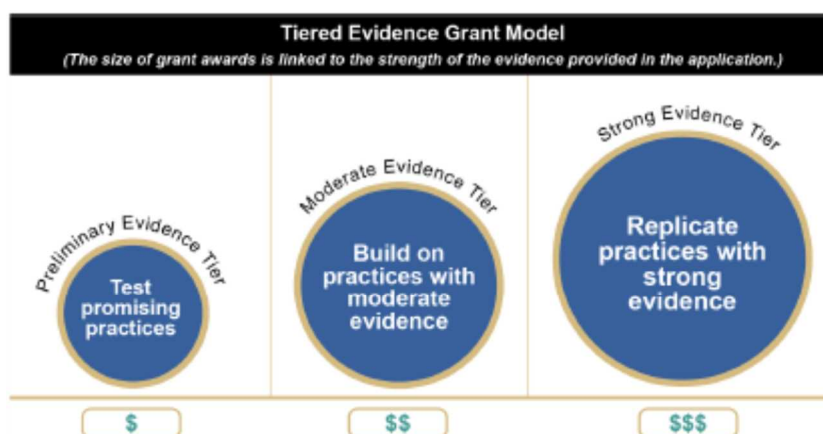 Tiered Evidence Grant Model
(The size of grant awards is linked to the strength of the evidence provided in the application.)
Preliminary Evidence Tier
Test
promising
practices
$
Moderate Evidence Tier
Build on
practices with
moderate
evidence
$$
Strong Evidence Tier
Replicate
practices with
strong
evidence
$$$